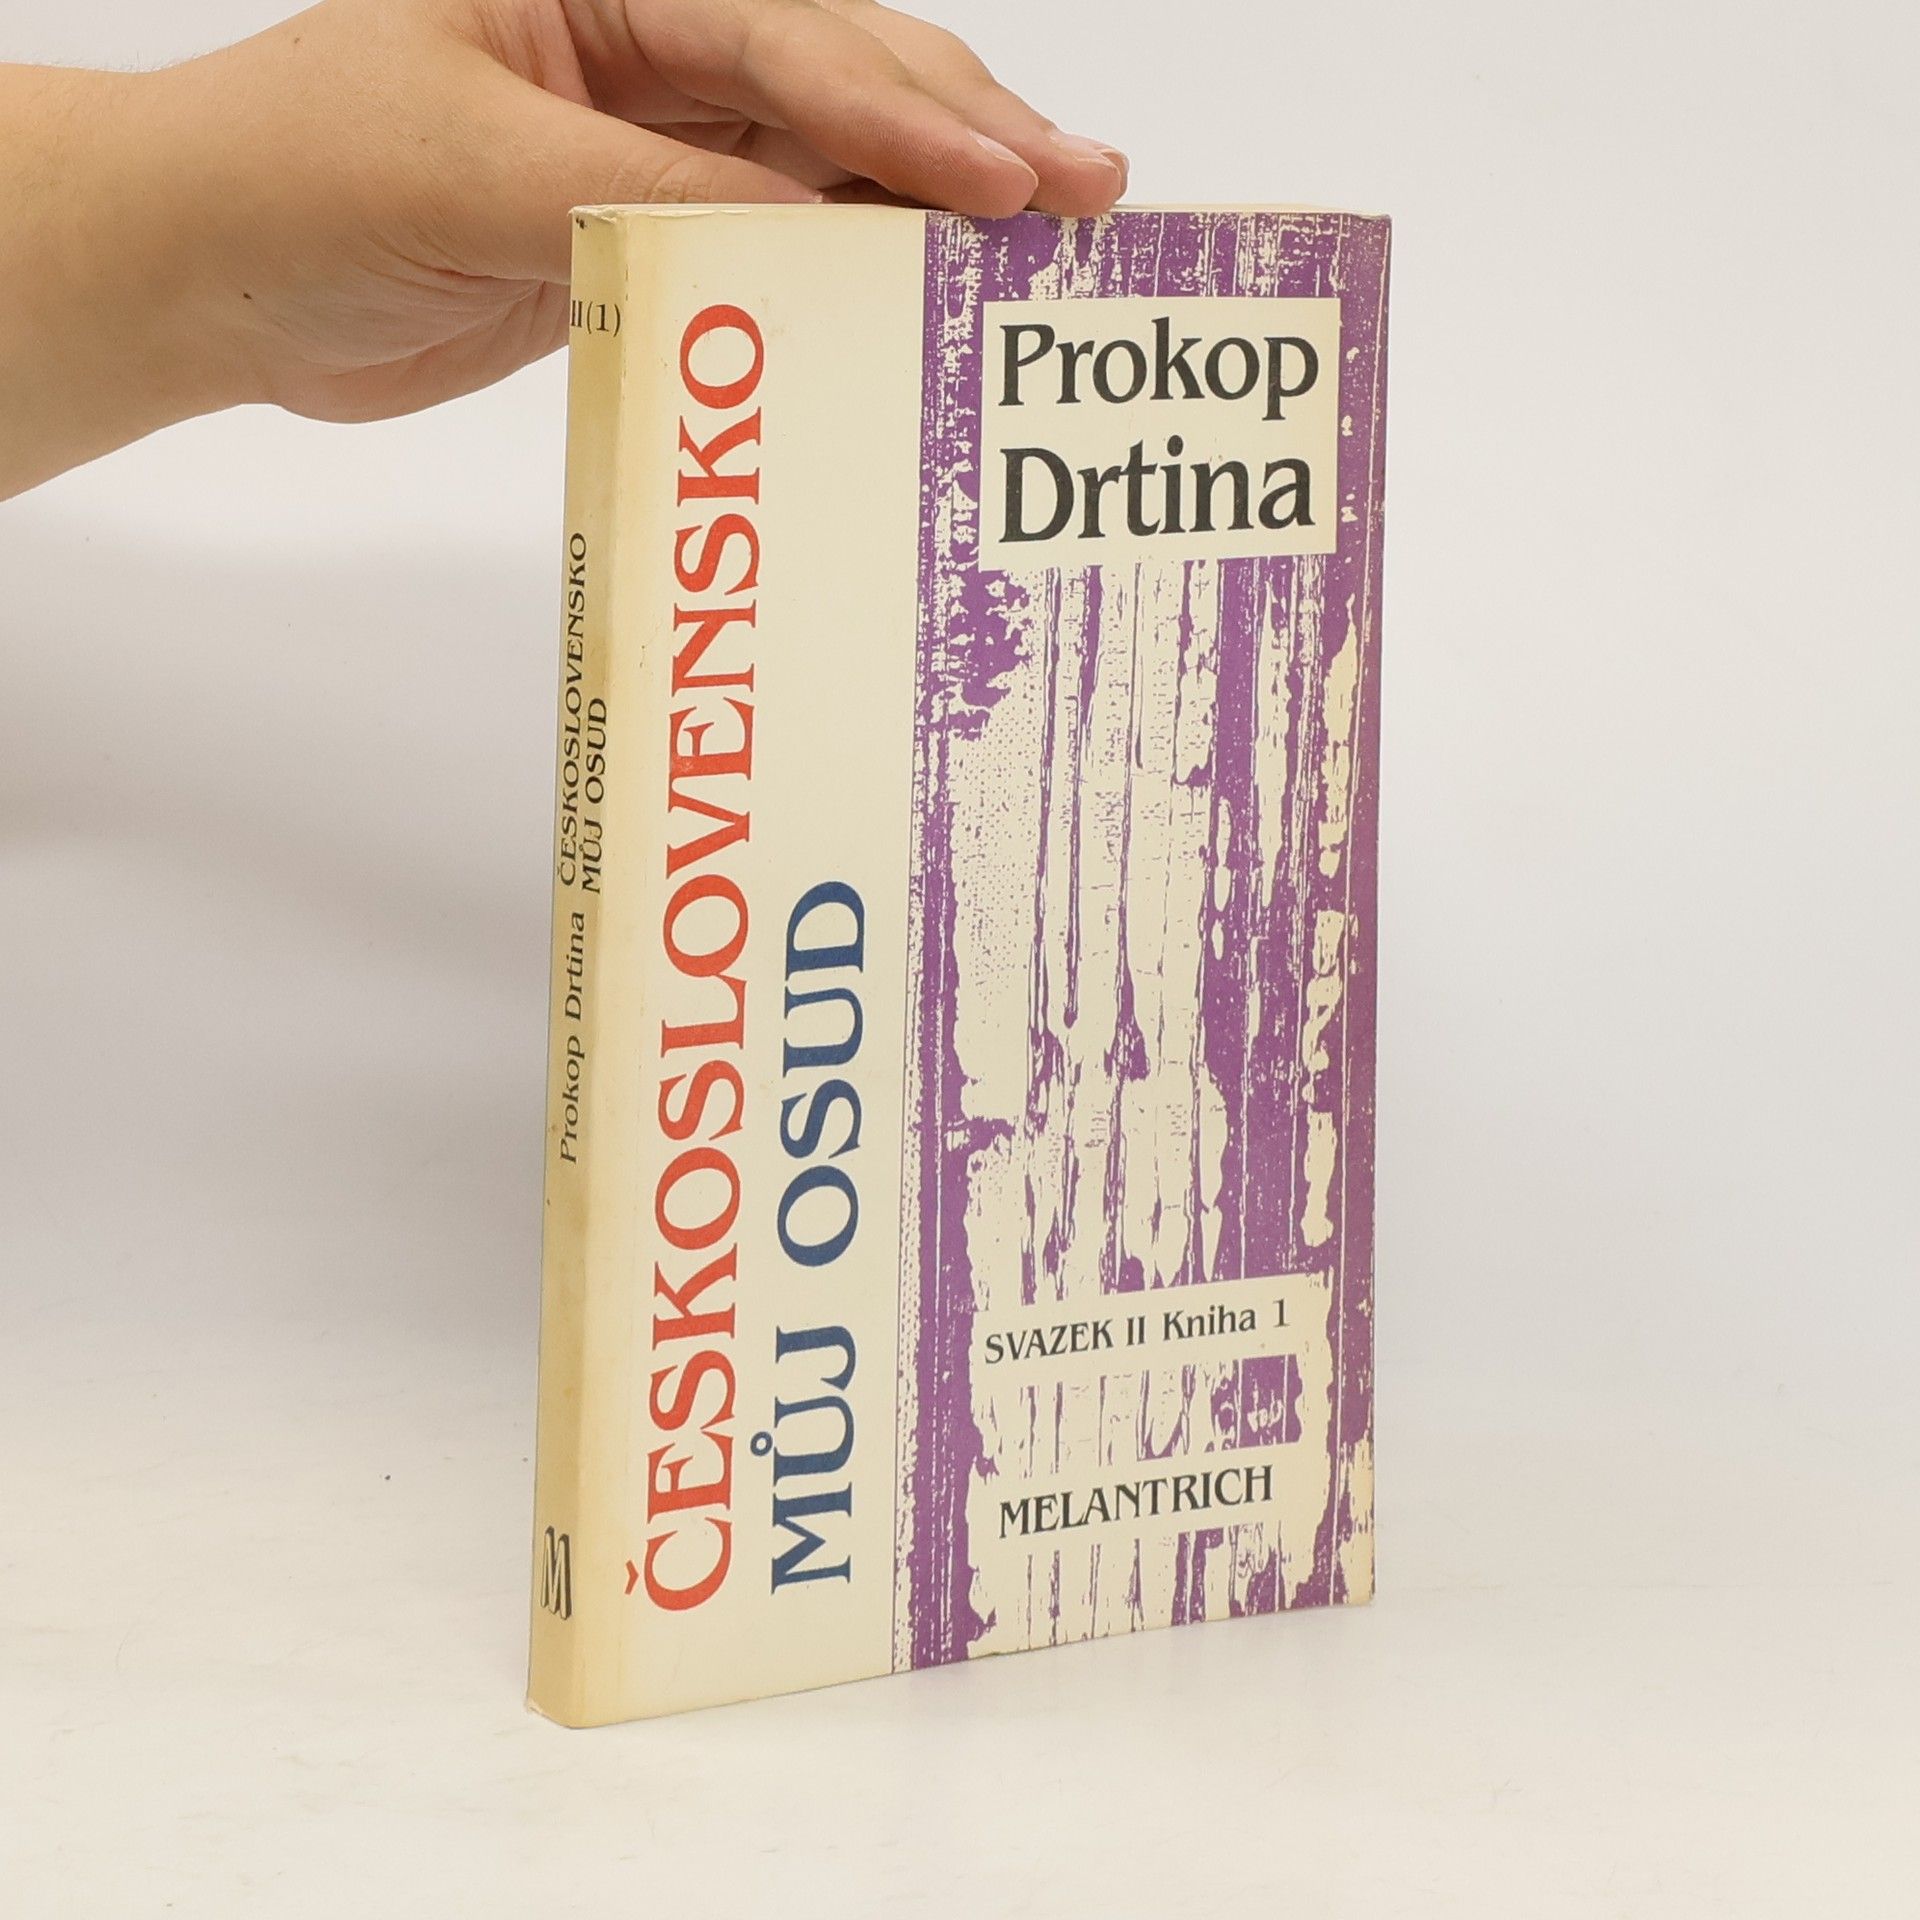 II(1)
Prokop Drtina
ČESKOSLOVENSKO
MŮJ OSUD
M
ČESKOSLOVENSKO
MŮJ OSUD
Prokop
Drtina
SVAZEK II Kniha 1
MELANTRICH